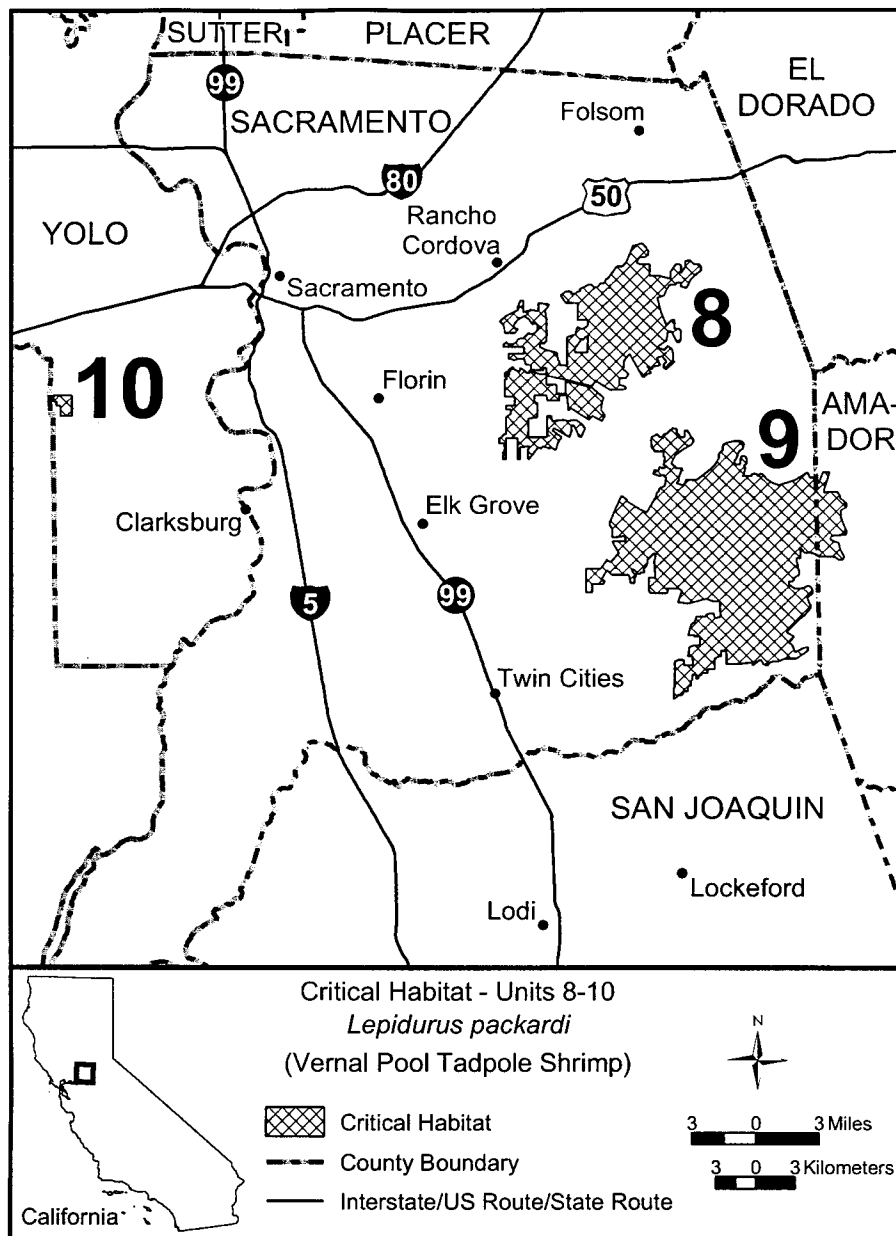 SUTTER
PLACER
99
EL
DORADO
SACRAMENTO
Folsom
80
50
YOLO
Rancho
Cordova
Sacramento
8
10
Florin
AMA-
DOR
9
Clarksburg
Elk Grove
5
99
Twin Cities
SAN JOAQUIN
Lockeford
Lodi
Critical Habitat - Units 8-10
Lepidurus packardi
(Vernal Pool Tadpole Shrimp)
N
Critical Habitat
County Boundary
Interstate/US Route/State Route
3 0 3 Miles
3 0 3 Kilometers
California